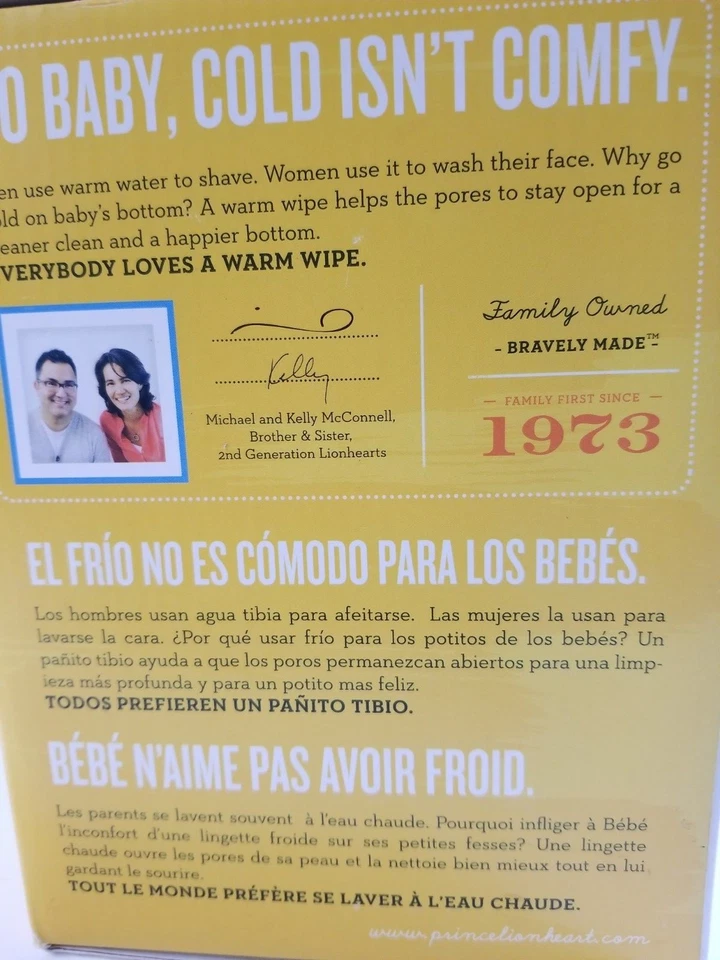 O BABY, COLD ISN'T COMFY.
en use warm water to shave. Women use it to wash their face. Why go
ld on baby's bottom? A warm wipe helps the pores to stay open for a
eaner clean and a happier bottom.
VERYBODY LOVES A WARM WIPE.
Kelly
Michael and Kelly McConnell,
Brother & Sister,
2nd Generation Lionhearts
Family Owned
- BRAVELY MADE™ -
— FAMILY FIRST SINCE —
1973
EL FRÍO NO ES CÓMODO PARA LOS BEBÉS.
Los hombres usan agua tibia para afeitarse. Las mujeres la usan para
lavarse la cara. ¿Por qué usar frío para los potitos de los bebés? Un
pañito tibio ayuda a que los poros permanezcan abiertos para una limp-
ieza más profunda y para un potito mas feliz.
TODOS PREFIEREN UN PAÑITO TIBIO.
BÉBÉ N'AIME PAS AVOIR FROID.
Les parents se lavent souvent à l'eau chaude. Pourquoi infliger à Bébé
l'inconfort d'une lingette froide sur ses petites fesses? Une lingette
chaude ouvre les pores de sa peau et la nettoie bien mieux tout en lui
gardant le sourire.
TOUT LE MONDE PRÉFÈRE SE LAVER À L'EAU CHAUDE.
www.princelionheart.com